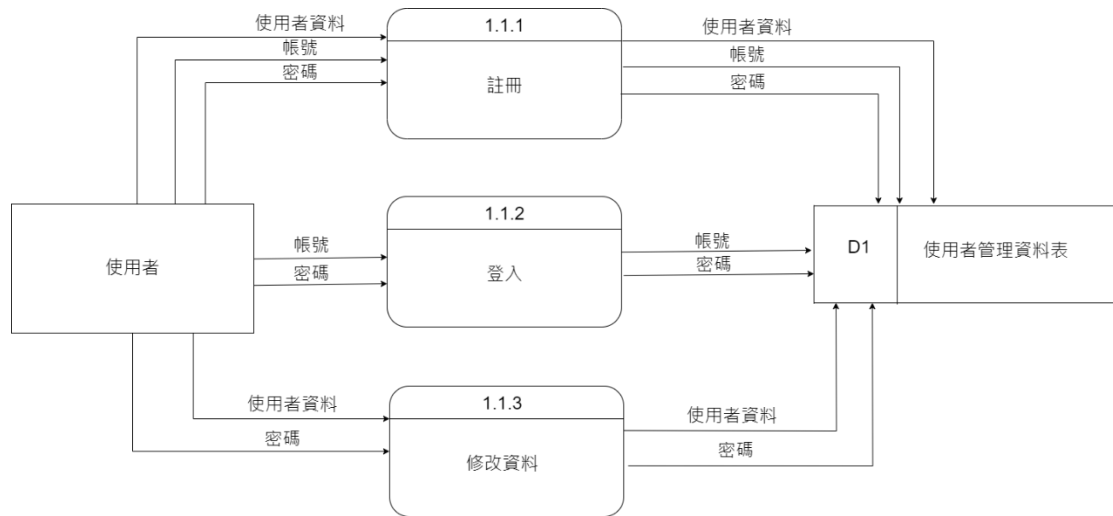 使用者資料
帳號
密碼
1.1.1
註冊
使用者資料
帳號
密碼
使用者
帳號
密碼
1.1.2
登入
帳號
密碼
D1
使用者管理資料表
使用者資料
密碼
1.1.3
修改資料
使用者資料
密碼